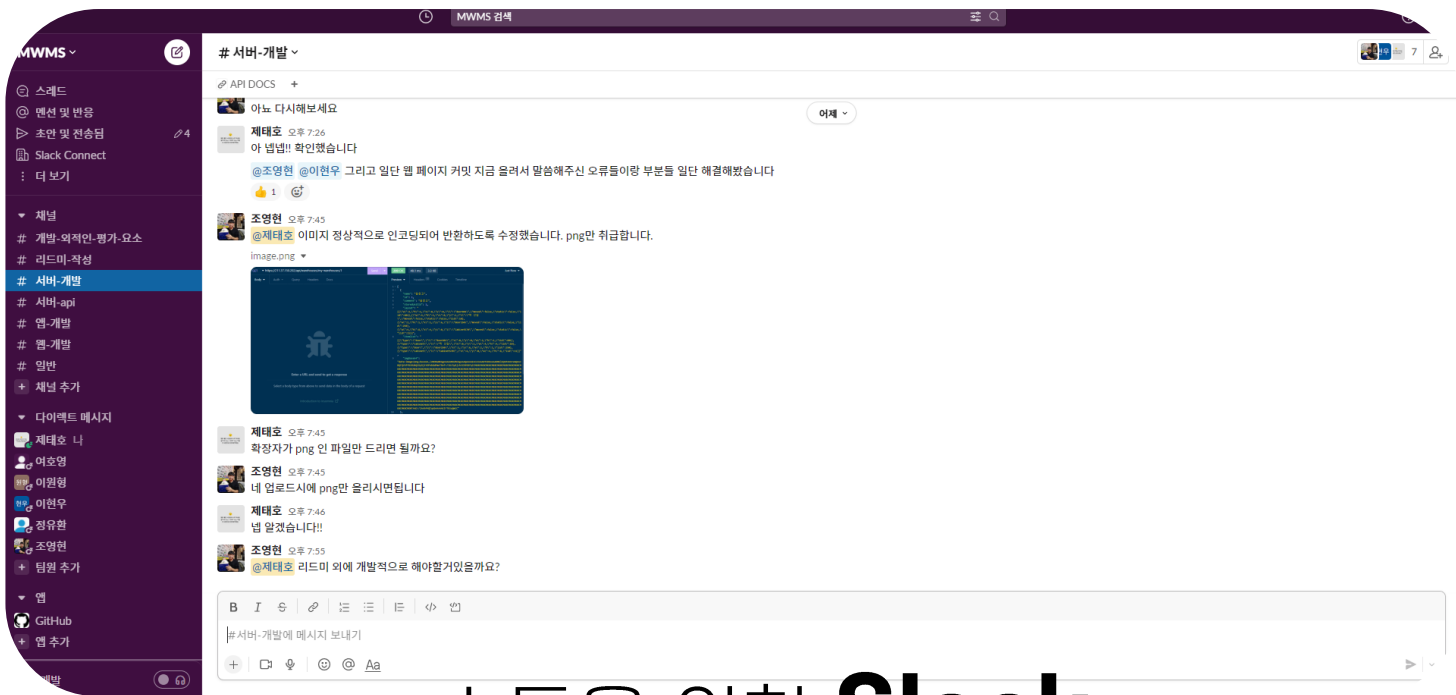 MWMS 검색
MWMS
# 서버-개발
7
API DOCS +
스레드
멘션 및 반응
초안 및 전송됨 4
Slack Connect
더 보기
채널
# 개발-외적인-평가-요소
# 리드미-작성
# 서버-개발
# 서버-api
# 앱-개발
# 웹-개발
# 일반
+ 채널 추가
다이렉트 메시지
제태호 나
여호영
이원형
이현우
정유환
조영현
+ 팀원 추가
앱
GitHub
+ 앱 추가
어제
아뇨 다시해보세요
제태호 오후 7:26
아 넵넵!! 확인했습니다
@조영현 @이현우 그리고 일단 웹 페이지 커밋 지금 올려서 말씀해주신 오류들이랑 부분들 일단 해결해봤습니다
👍 1
조영현 오후 7:45
@제태호 이미지 정상적으로 인코딩되어 반환하도록 수정했습니다. png만 취급합니다.
image.png
제태호 오후 7:45
확장자가 png 인 파일만 드리면 될까요?
조영현 오후 7:45
네 업로드시에 png만 올리시면됩니다
제태호 오후 7:46
넵 알겠습니다!!
조영현 오후 7:55
@제태호 리드미 외에 개발적으로 해야할거있을까요?
B I S
#서버-개발에 메시지 보내기
+ @ Aa